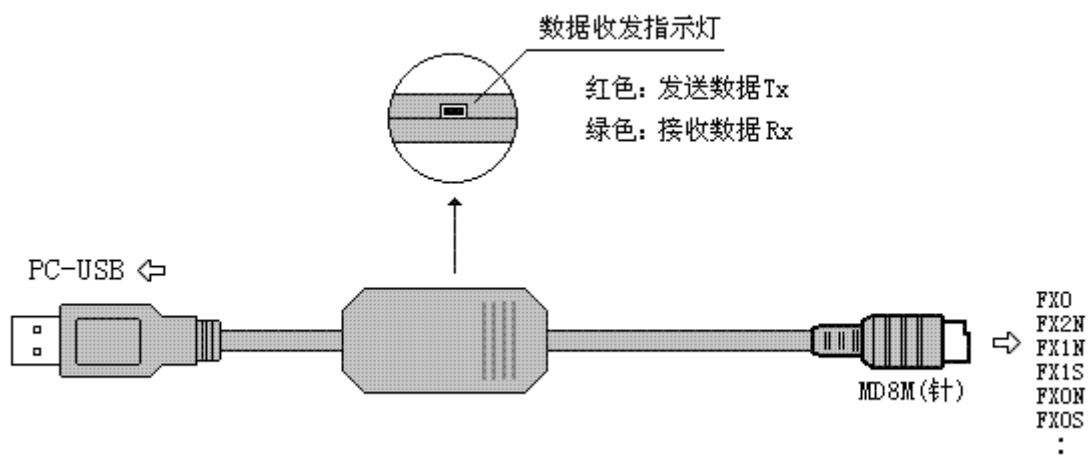 数据收发指示灯
红色：发送数据Tx
绿色：接收数据Rx
PC-USB
MD8M(针)
FX0
FX2N
FX1N
FX1S
FX0N
FX0S
⋮